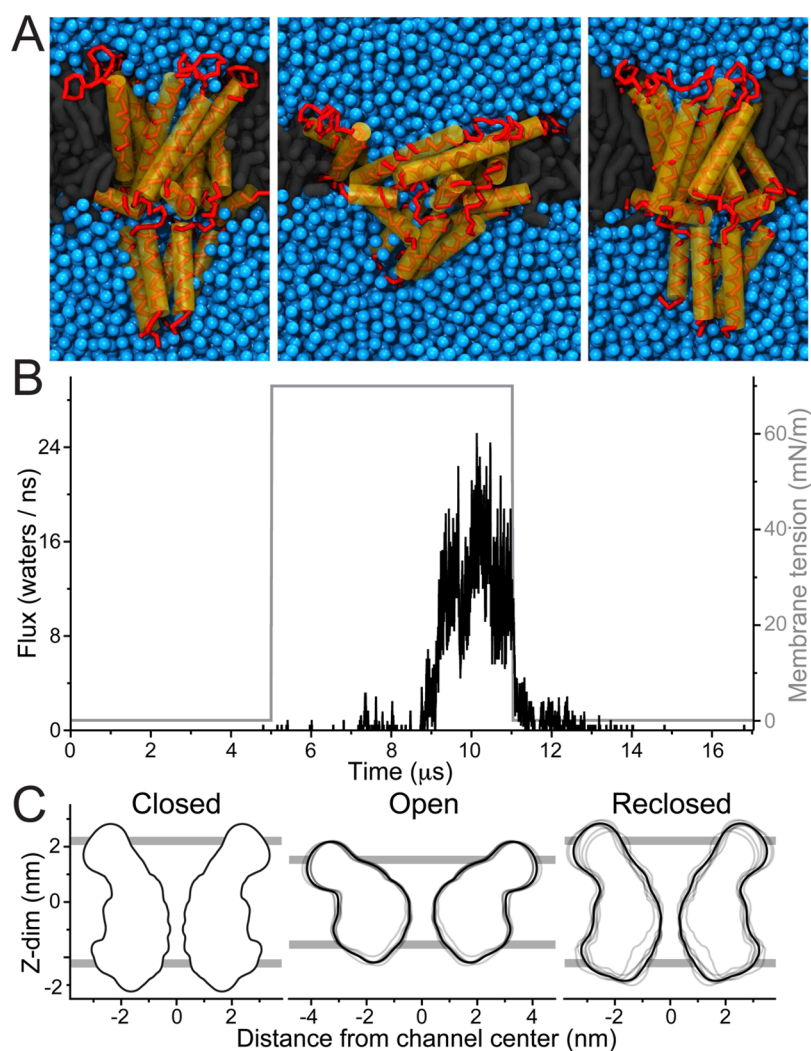 A
B
24
16
8
0
Flux (waters / ns)
60
40
20
0
Membrane tension (mN/m)
0 2 4 6 8 10 12 14 16
Time (μs)
C
Closed Open Reclosed
2
0
-2
Z-dim (nm)
-2 0 2 -4 -2 0 2 4 -2 0 2
Distance from channel center (nm)